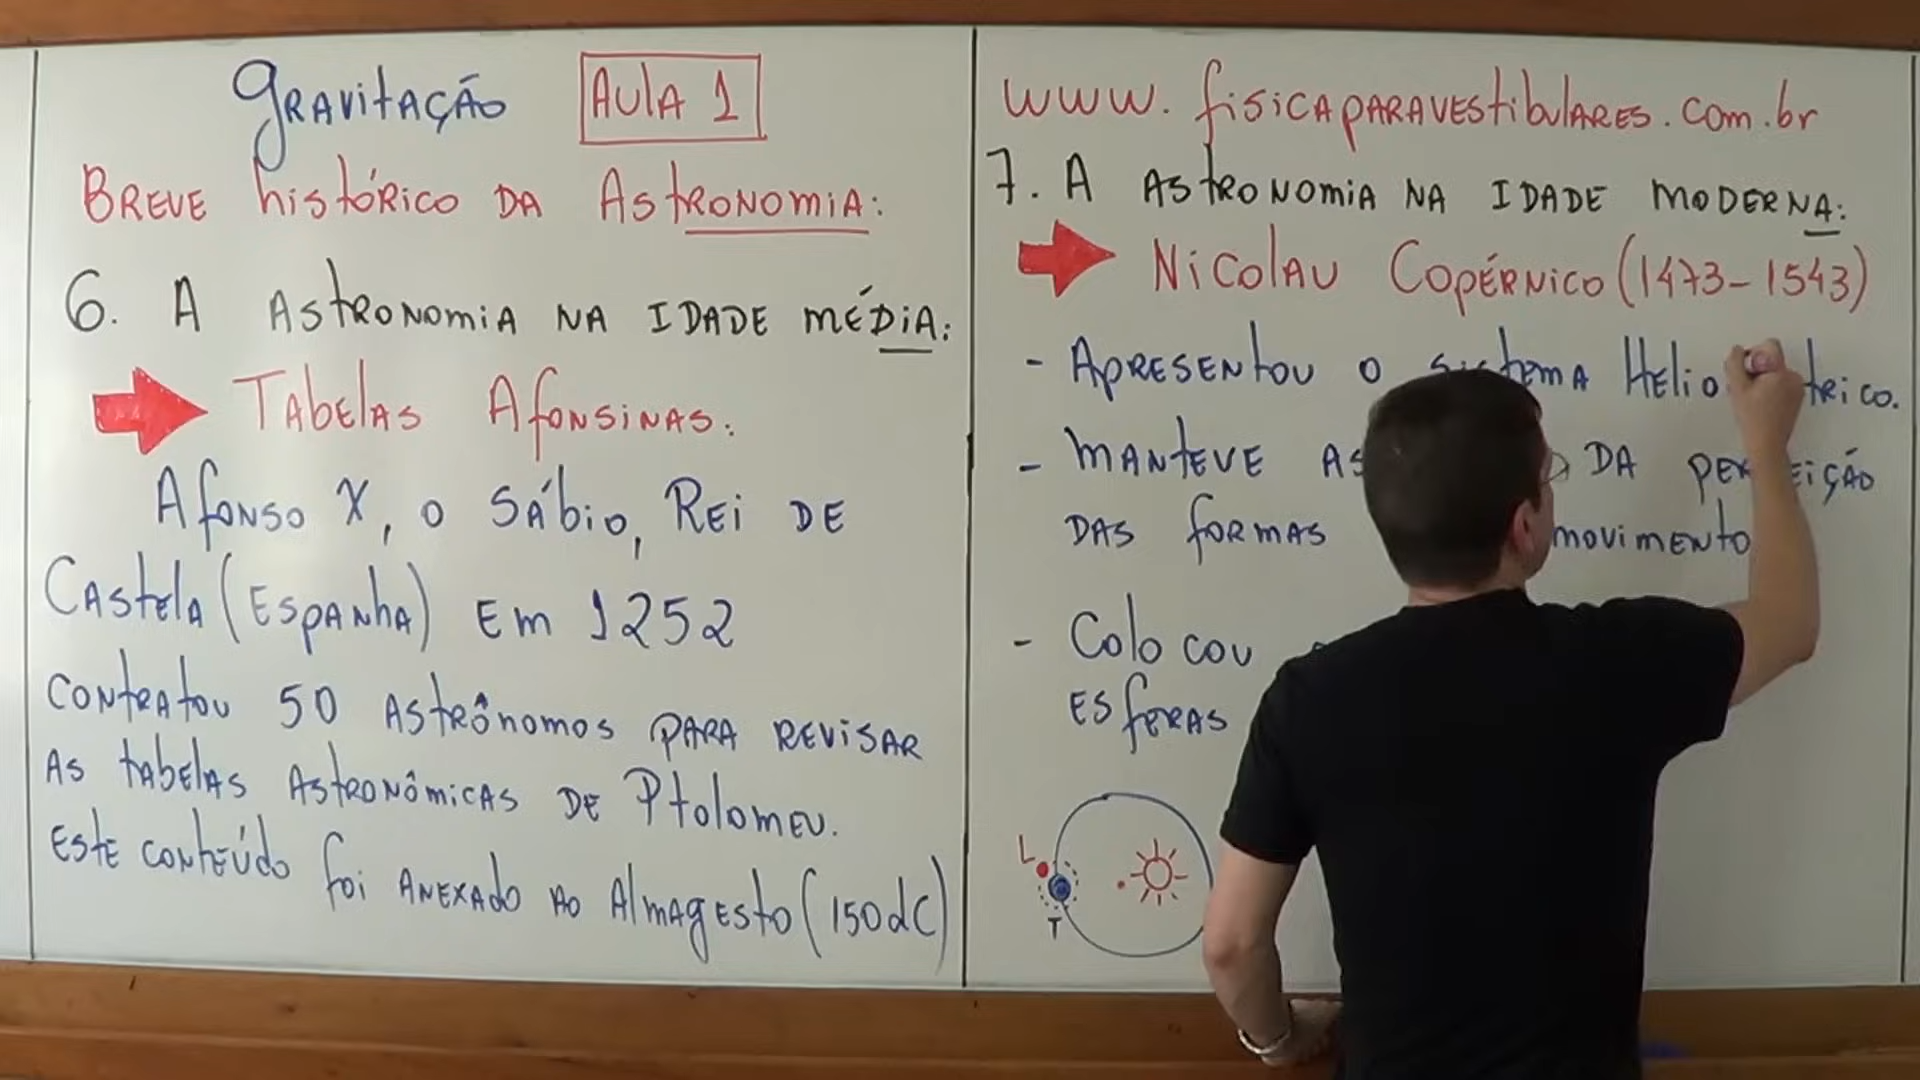 Gravitação Aula 1
Breve histórico da Astronomia:
6. A Astronomia na Idade Média:
Tabelas Afonsinas.
Afonso X, o Sábio, Rei de
Castela (Espanha) em 1252
contratou 50 astrônomos para revisar
as tabelas astronômicas de Ptolomeu.
Este conteúdo foi anexado ao Almagesto (150dC)
www.fisicaparavestibulares.com.br
7. A Astronomia na Idade Moderna:
Nicolau Copérnico (1473-1543)
- Apresentou o
- Manteve da
das formas movimento
- Colocou
esferas
L
T